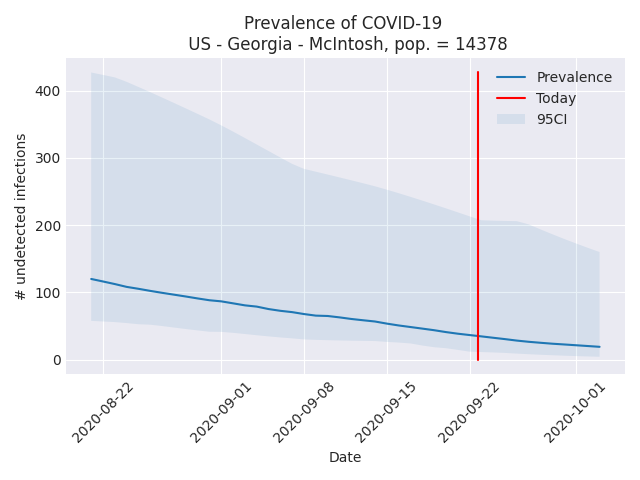 Prevalence of COVID-19
US - Georgia - McIntosh, pop. = 14378
Prevalence
Today
95CI
# undetected infections
400
300
200
100
0
2020-08-22
2020-09-01
2020-09-08
2020-09-15
2020-09-22
2020-10-01
Date